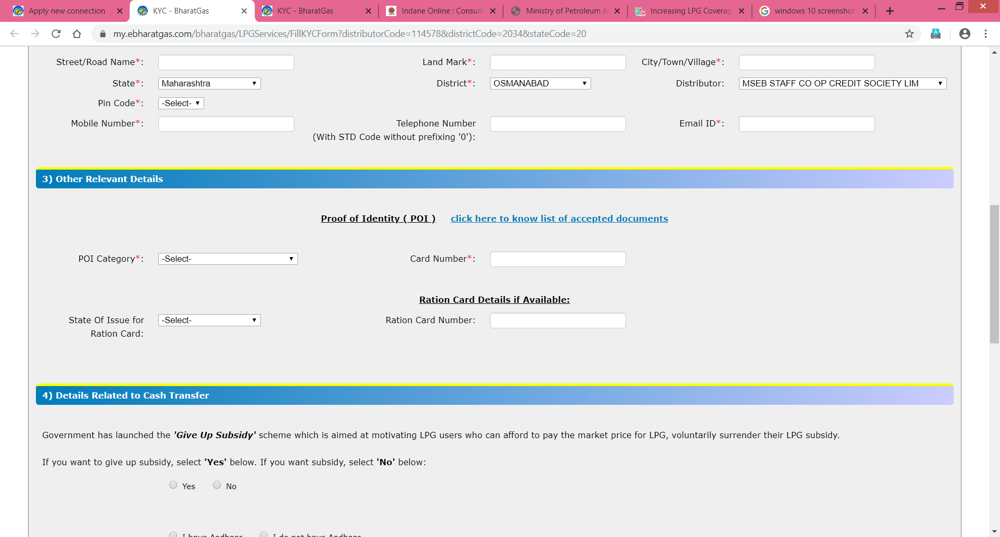 Apply new connection
KYC - BharatGas
KYC - BharatGas
Indane Online : Consum
Ministry of Petroleum &
Increasing LPG Coverag
windows 10 screenshot
my.ebharatgas.com/bharatgas/LPGServices/FillKYCForm?distributorCode=114578&districtCode=2034&stateCode=20
Street/Road Name*: Land Mark*: City/Town/Village*:
State*: Maharashtra District*: OSMANABAD Distributor: MSEB STAFF CO OP CREDIT SOCIETY LIM
Pin Code*: -Select-
Mobile Number*: Telephone Number Email ID*:
(With STD Code without prefixing '0'):
3) Other Relevant Details
Proof of Identity ( POI ) click here to know list of accepted documents
POI Category*: -Select- Card Number*:
Ration Card Details if Available:
State Of Issue for -Select- Ration Card Number:
Ration Card:
4) Details Related to Cash Transfer
Government has launched the 'Give Up Subsidy' scheme which is aimed at motivating LPG users who can afford to pay the market price for LPG, voluntarily surrender their LPG subsidy.
If you want to give up subsidy, select 'Yes' below. If you want subsidy, select 'No' below:
Yes No
I have Aadhaar I do not have Aadhaar